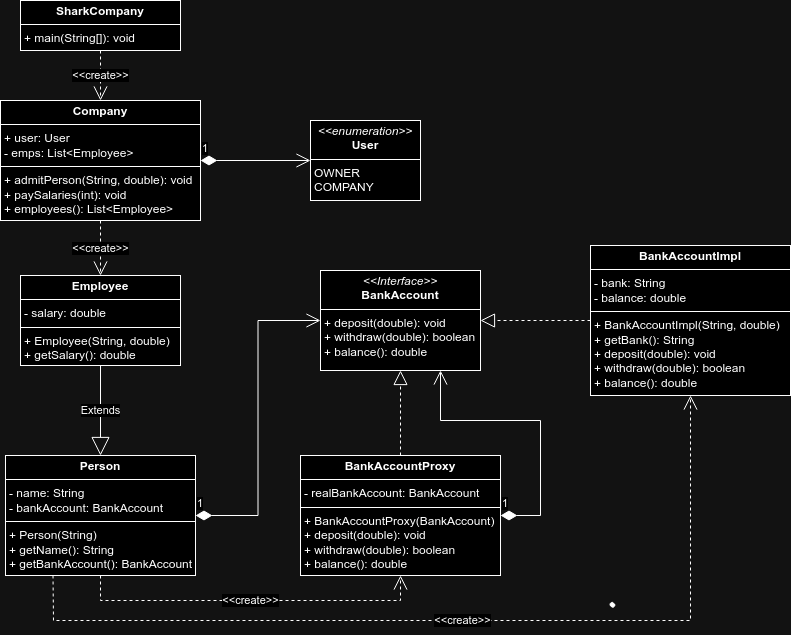 SharkCompany
+ main(String[]): void
<<create>>
Company
+ user: User
- emps: List<Employee>
+ admitPerson(String, double): void
+ paySalaries(int): void
+ employees(): List<Employee>
1
<<enumeration>>
User
OWNER
COMPANY
<<create>>
Employee
- salary: double
+ Employee(String, double)
+ getSalary(): double
Extends
<<Interface>>
BankAccount
+ deposit(double): void
+ withdraw(double): boolean
+ balance(): double
BankAccountImpl
- bank: String
- balance: double
+ BankAccountImpl(String, double)
+ getBank(): String
+ deposit(double): void
+ withdraw(double): boolean
+ balance(): double
Person
- name: String
- bankAccount: BankAccount
+ Person(String)
+ getName(): String
+ getBankAccount(): BankAccount
1
BankAccountProxy
- realBankAccount: BankAccount
+ BankAccountProxy(BankAccount)
+ deposit(double): void
+ withdraw(double): boolean
+ balance(): double
1
<<create>>
<<create>>